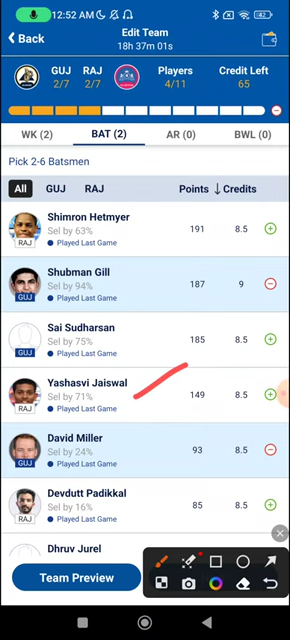 12:52 AM
42
Back
Edit Team
18h 37m 01s
GUJ
2/7
RAJ
2/7
Players
4/11
Credit Left
65
WK (2)
BAT (2)
AR (0)
BWL (0)
Pick 2-6 Batsmen
All
GUJ
RAJ
Points
Credits
Shimron Hetmyer
Sel by 63%
Played Last Game
RAJ
191
8.5
Shubman Gill
Sel by 94%
Played Last Game
GUJ
187
9
Sai Sudharsan
Sel by 75%
Played Last Game
GUJ
185
8.5
Yashasvi Jaiswal
Sel by 71%
Played Last Game
RAJ
149
8.5
David Miller
Sel by 24%
Played Last Game
GUJ
93
8.5
Devdutt Padikkal
Sel by 16%
Played Last Game
RAJ
85
8.5
Dhruv Jurel
Team Preview